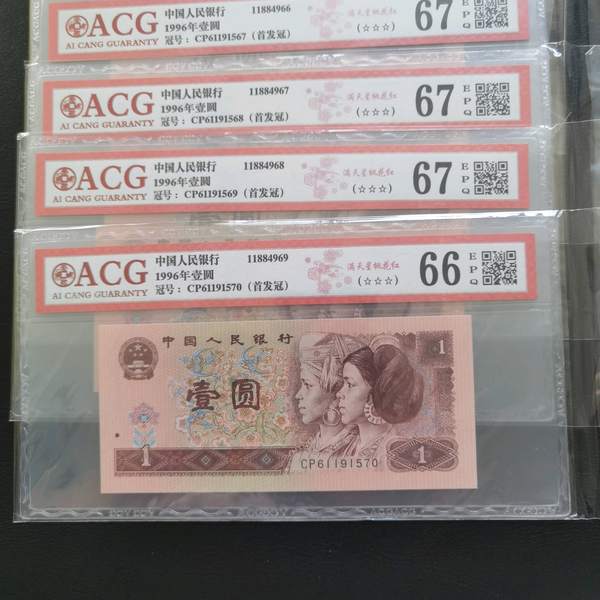 ACG
AI CANG GUARANTY
中国人民银行 11884966
1996年壹圆
冠号：CP61191567（首发冠）
满天星桃花红
(☆☆☆)
67
EPQ
ACG
AI CANG GUARANTY
中国人民银行 11884967
1996年壹圆
冠号：CP61191568（首发冠）
满天星桃花红
(☆☆☆)
67
EPQ
ACG
AI CANG GUARANTY
中国人民银行 11884968
1996年壹圆
冠号：CP61191569（首发冠）
满天星桃花红
(☆☆☆)
67
EPQ
ACG
AI CANG GUARANTY
中国人民银行 11884969
1996年壹圆
冠号：CP61191570（首发冠）
满天星桃花红
(☆☆☆)
66
EPQ
中国人民银行
1
壹圆
CP61191570
1
1